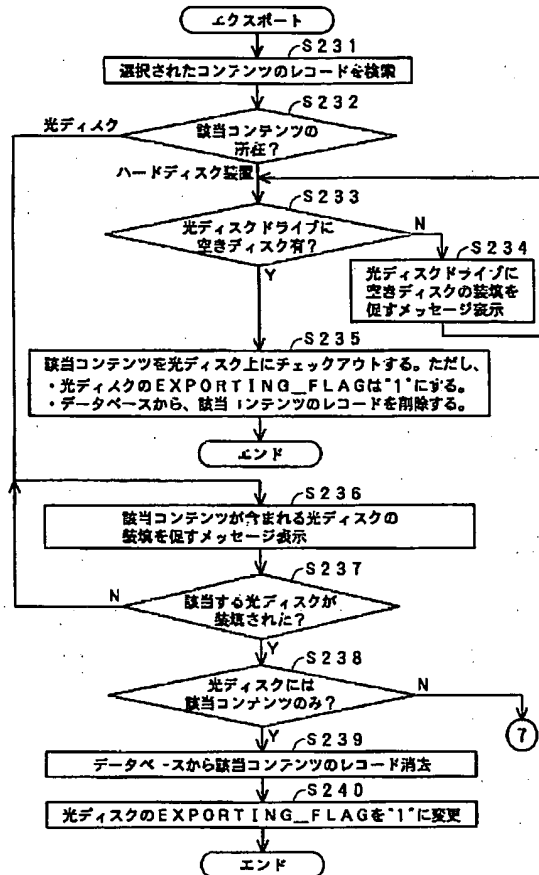 エクスポート
S231
選択されたコンテンツのレコードを検索
S232
光ディスク
該当コンテンツの
所在?
ハードディスク装置
S233
光ディスクドライブに
空きディスク有?
N
Y
S234
光ディスクドライブに
空きディスクの装填を
促すメッセージ表示
S235
該当コンテンツを光ディスク上にチェックアウトする。ただし、
・光ディスクのEXPORTING_FLAGは"1"にする。
・データベースから、該当コンテンツのレコードを削除する。
エンド
S236
該当コンテンツが含まれる光ディスクの
装填を促すメッセージ表示
S237
N
該当する光ディスクが
装填された?
Y
S238
光ディスクには
該当コンテンツのみ?
N
7
Y
S239
データベースから該当コンテンツのレコード消去
S240
光ディスクのEXPORTING_FLAGを"1"に変更
エンド